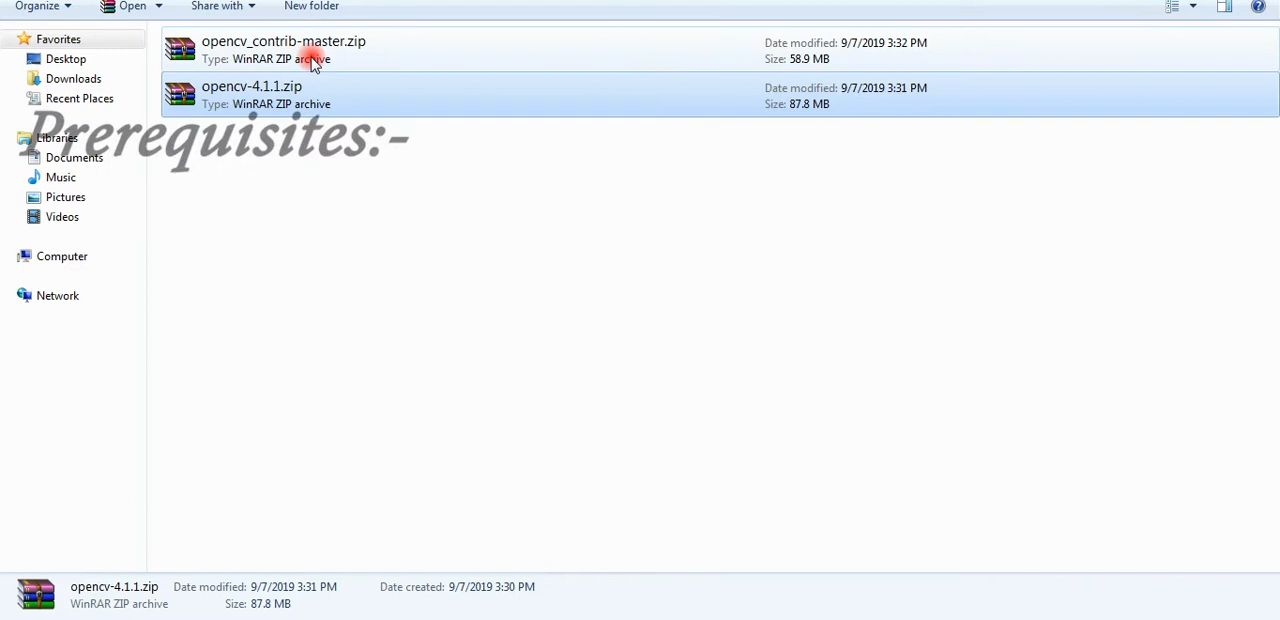 Organize Open Share with New folder
Favorites
Desktop
Downloads
Recent Places
Libraries
Documents
Music
Pictures
Videos
Computer
Network
opencv_contrib-master.zip Date modified: 9/7/2019 3:32 PM
Type: WinRAR ZIP archive Size: 58.9 MB
opencv-4.1.1.zip Date modified: 9/7/2019 3:31 PM
Type: WinRAR ZIP archive Size: 87.8 MB
Prerequisites:-
opencv-4.1.1.zip Date modified: 9/7/2019 3:31 PM Date created: 9/7/2019 3:30 PM
WinRAR ZIP archive Size: 87.8 MB